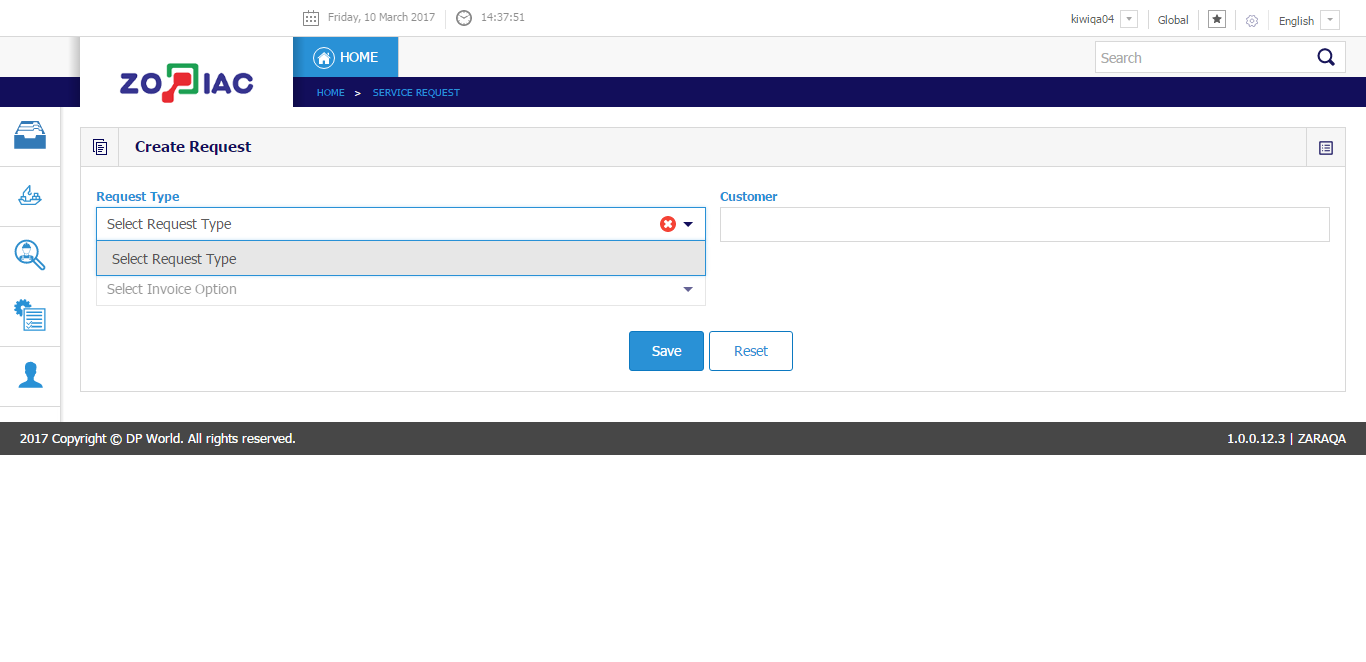 Friday, 10 March 2017 14:37:51 kiwiqa04 Global English
ZODIAC HOME Search
HOME > SERVICE REQUEST
Create Request
Request Type Customer
Select Request Type
Select Request Type
Select Invoice Option
Save Reset
2017 Copyright © DP World. All rights reserved. 1.0.0.12.3 | ZARAQA